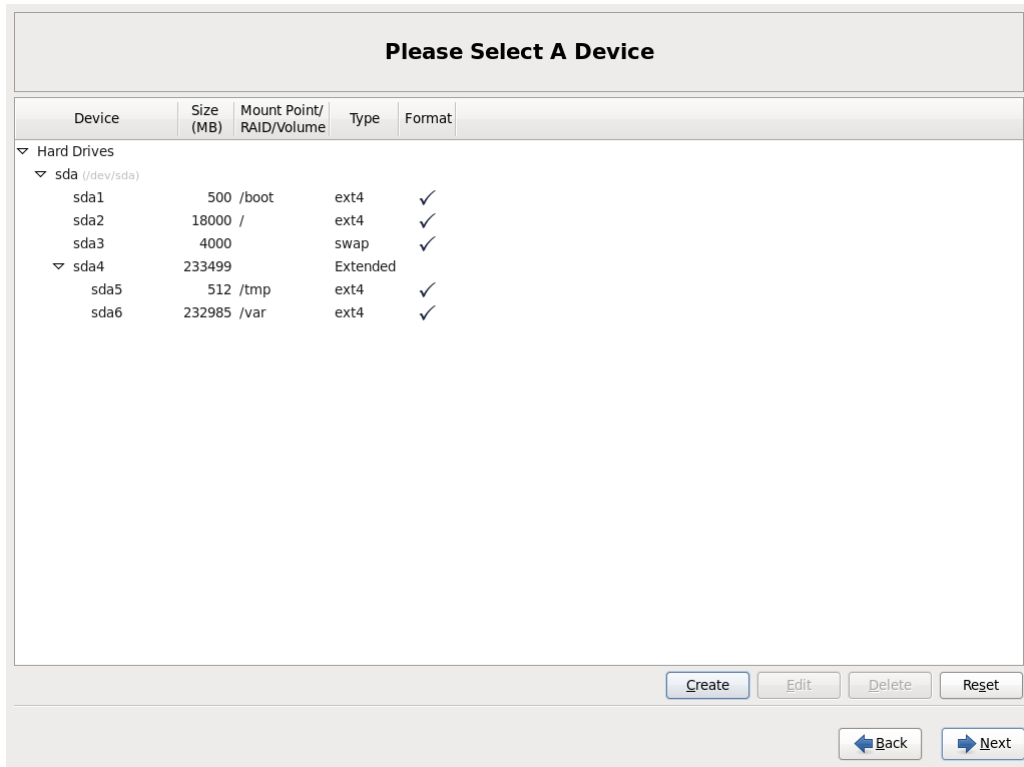 Please Select A Device
Device Size (MB) Mount Point/ RAID/Volume Type Format
Hard Drives
sda (/dev/sda)
sda1 500 /boot ext4 ✓
sda2 18000 / ext4 ✓
sda3 4000 swap ✓
sda4 233499 Extended
sda5 512 /tmp ext4 ✓
sda6 232985 /var ext4 ✓
Create Edit Delete Reset
Back Next